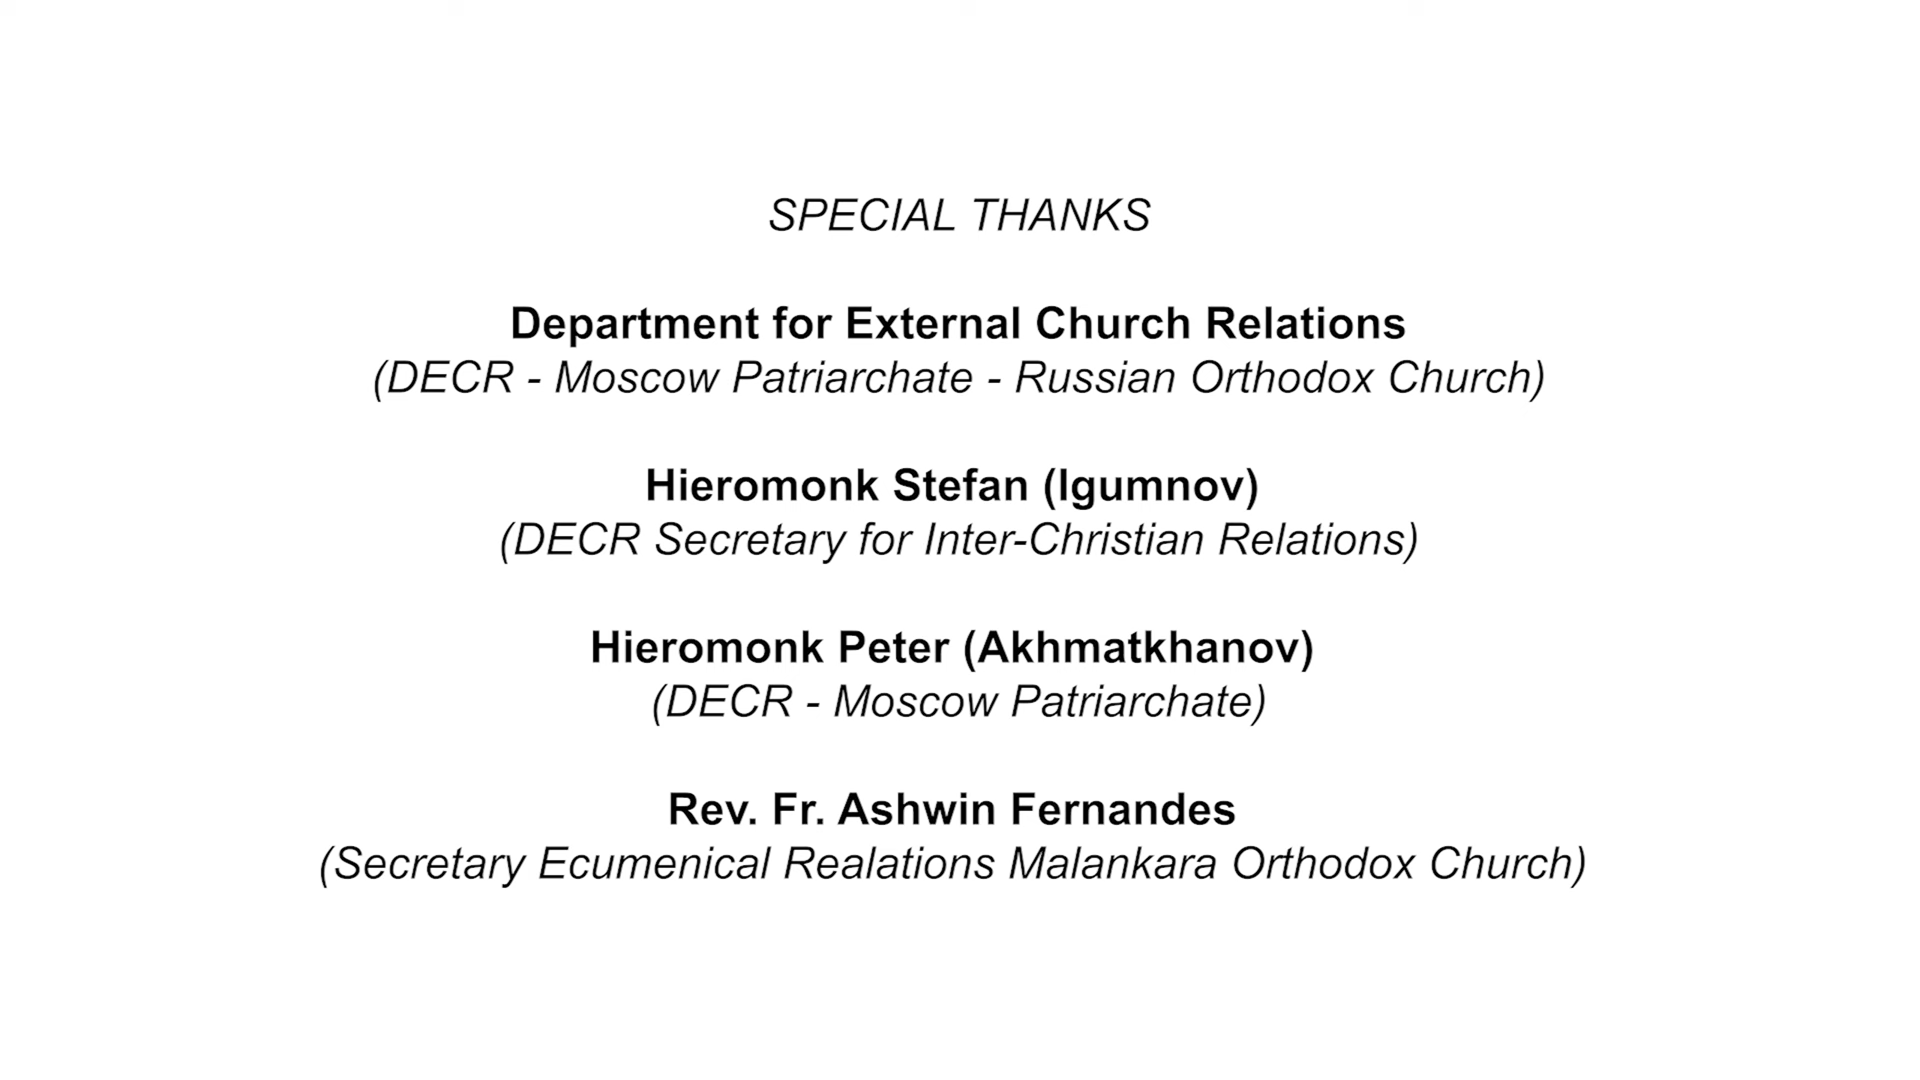 SPECIAL THANKS
Department for External Church Relations
(DECR - Moscow Patriarchate - Russian Orthodox Church)
Hieromonk Stefan (Igumnov)
(DECR Secretary for Inter-Christian Relations)
Hieromonk Peter (Akhmatkhanov)
(DECR - Moscow Patriarchate)
Rev. Fr. Ashwin Fernandes
(Secretary Ecumenical Realations Malankara Orthodox Church)